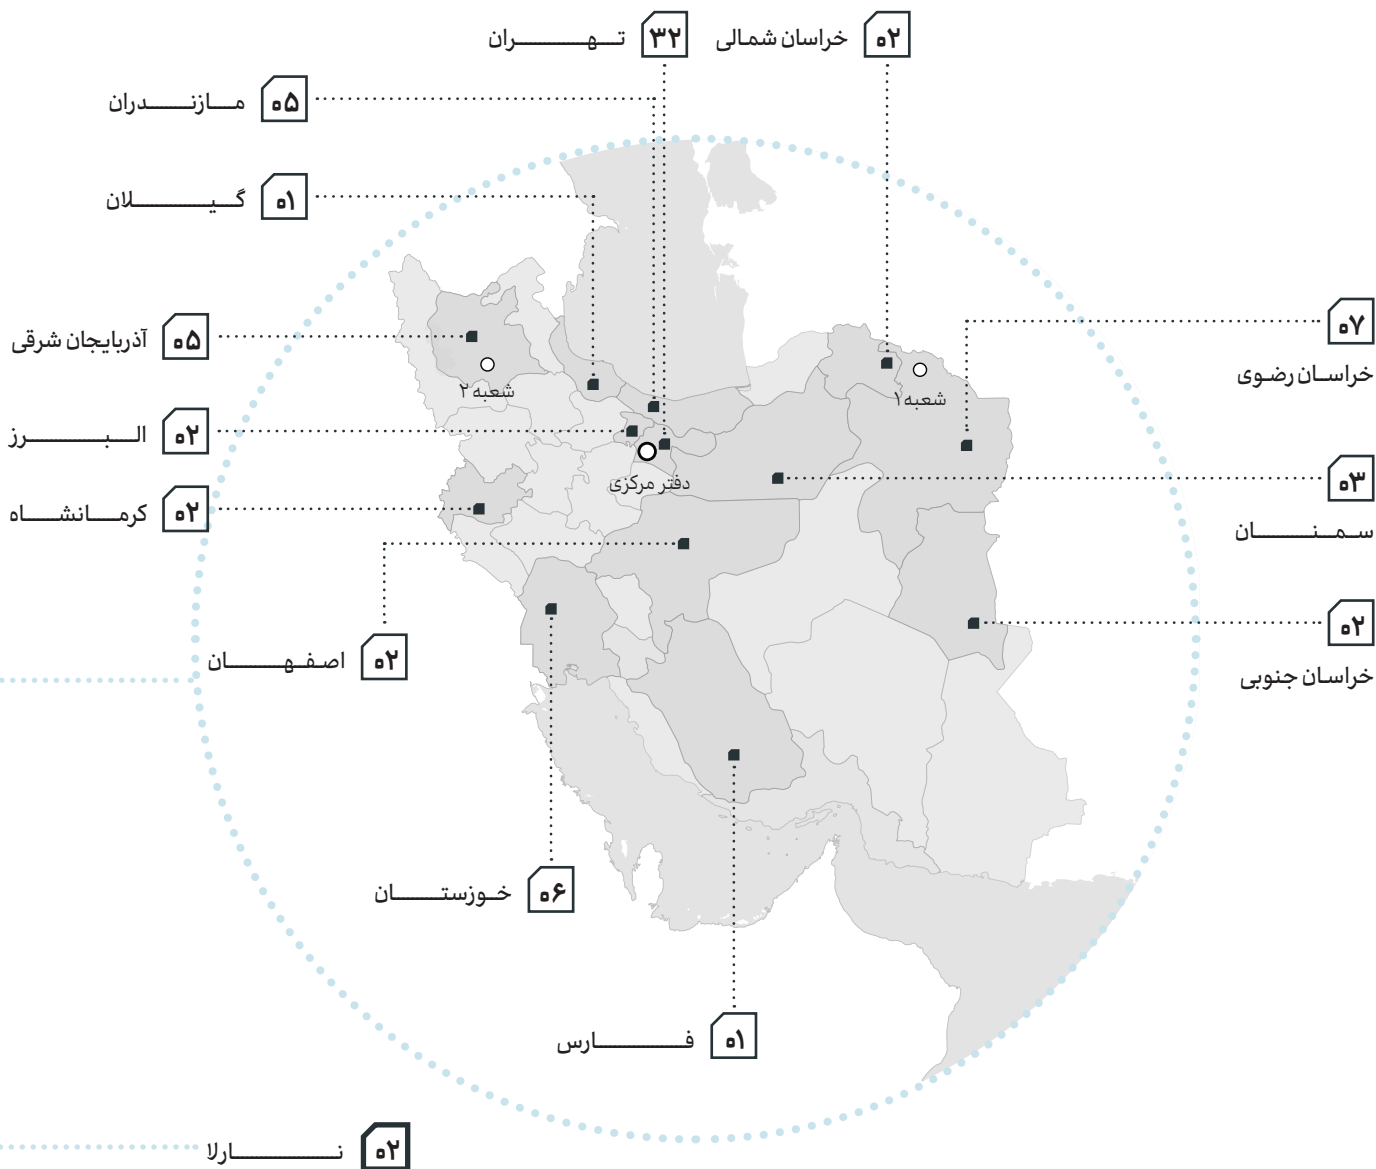 ۳۲ تهران
۰۲ خراسان شمالی
۰۵ مازندران
۰۱ گیلان
۰۵ آذربایجان شرقی
۰۷
خراسان رضوی
شعبه ۲
شعبه ۱
۰۲ البرز
دفتر مرکزی
۰۳
سمنان
۰۲ کرمانشاه
۰۲
خراسان جنوبی
۰۲ اصفهان
۰۶ خوزستان
۰۱ فارس
۰۲ نارلا